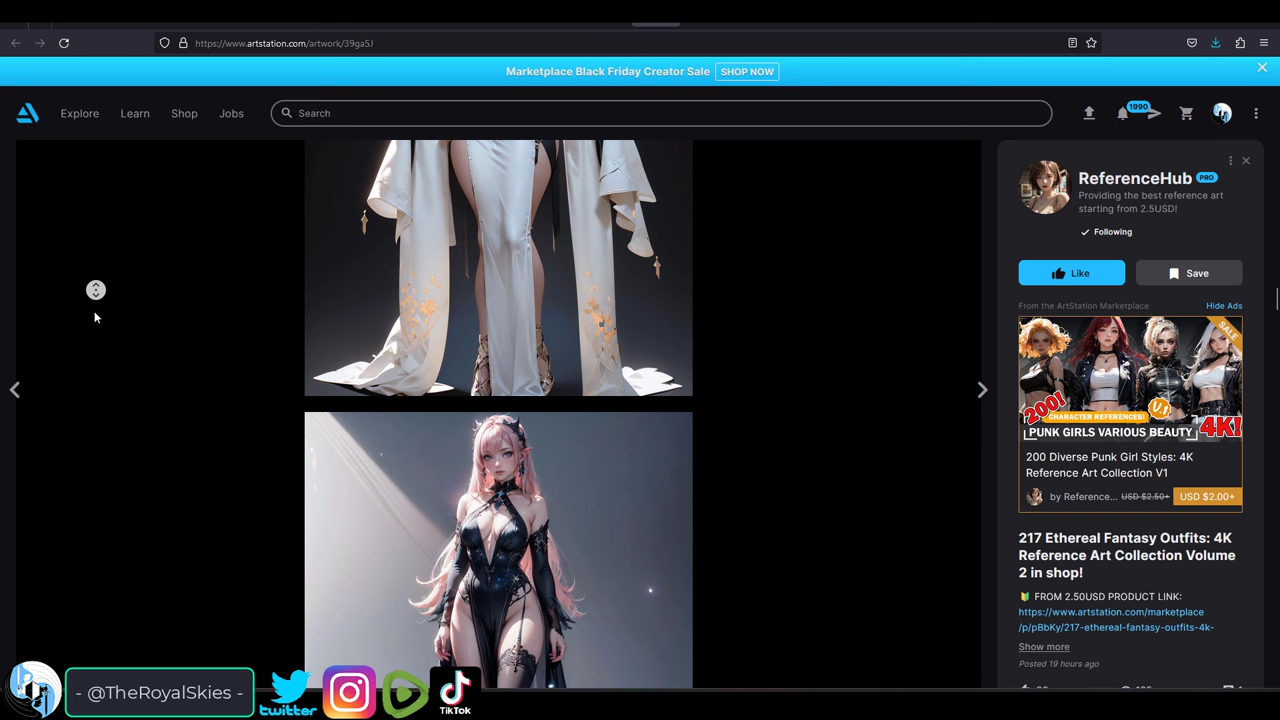 https://www.artstation.com/artwork/39ga5J
Marketplace Black Friday Creator Sale SHOP NOW
Explore
Learn
Shop
Jobs
Search
1990
ReferenceHub PRO
Providing the best reference art
starting from 2.5USD!
Following
Like
Save
From the ArtStation Marketplace
Hide Ads
SALE
200!
CHARACTER REFERENCES!
V.1
PUNK GIRLS VARIOUS BEAUTY
4K!
200 Diverse Punk Girl Styles: 4K
Reference Art Collection V1
by Reference... USD $2.50+ USD $2.00+
217 Ethereal Fantasy Outfits: 4K
Reference Art Collection Volume
2 in shop!
🔰 FROM 2.50USD PRODUCT LINK:
https://www.artstation.com/marketplace
/p/pBbKy/217-ethereal-fantasy-outfits-4k-
Show more
Posted 19 hours ago
- @TheRoyalSkies -
twitter
TikTok